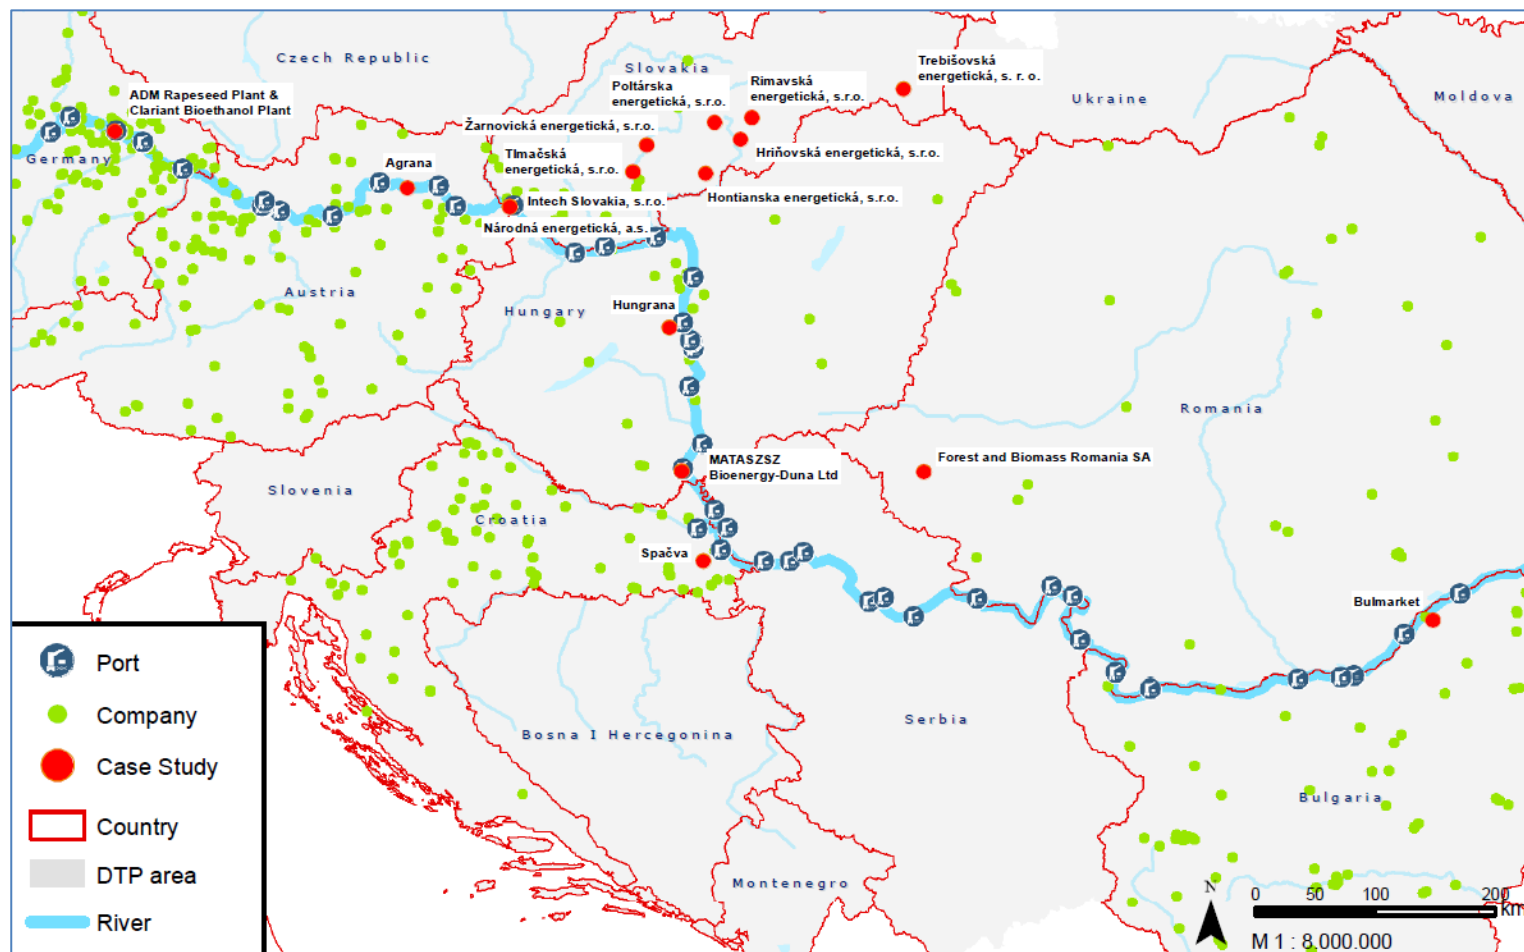 Czech Republic
Slovakia
Trebišovská
energetická, s. r. o.
Ukraine
Moldova
ADM Rapeseed Plant &
Clariant Bioethanol Plant
Poltárska
energetická, s.r.o.
Rimavská
energetická, s.r.o.
Žarnovická energetická, s.r.o.
Germany
Agrana
Tlmačská
energetická, s.r.o.
Hriňovská energetická, s.r.o.
Intech Slovakia, s.r.o.
Hontianska energetická, s.r.o.
Národná energetická, a.s.
Austria
Hungary
Hungrana
Romania
MATASZSZ
Bioenergy-Duna Ltd
Forest and Biomass Romania SA
Slovenia
Croatia
Spačva
Bulmarket
Serbia
Bosna I Hercegonina
Bulgaria
Montenegro
Port
Company
Case Study
Country
DTP area
River
N
0 50 100 200
km
M 1 : 8.000.000